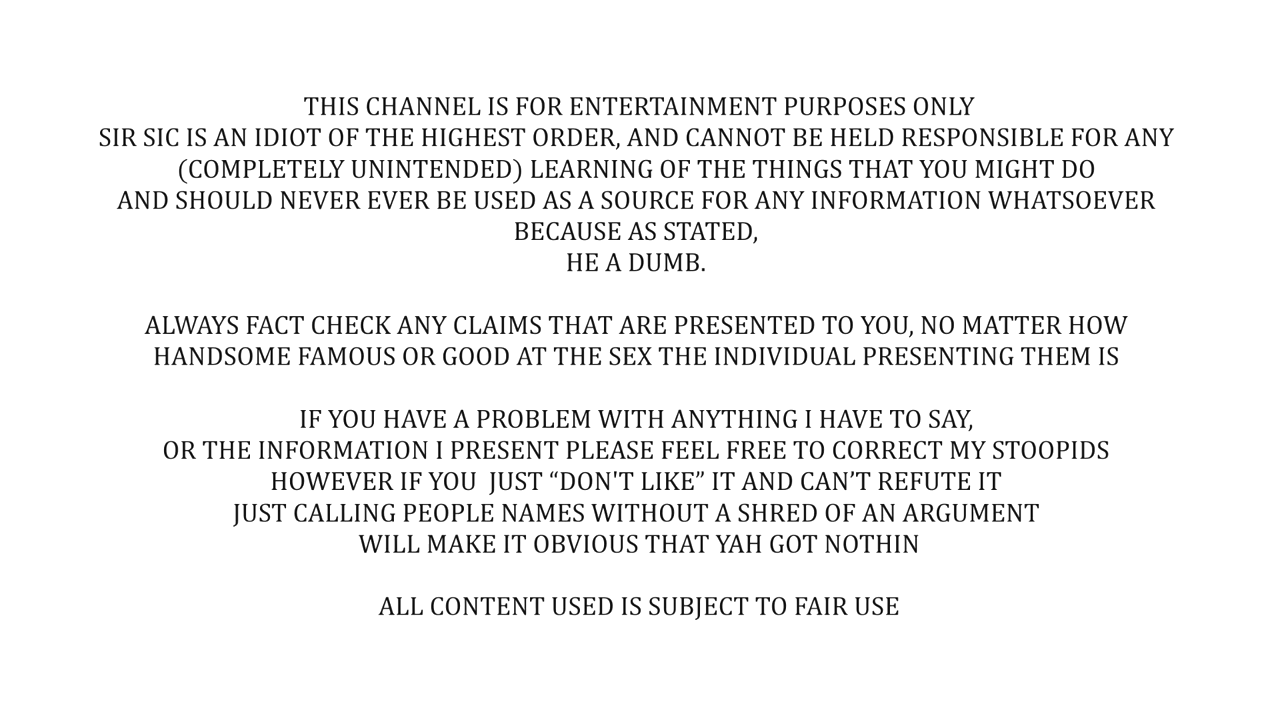 THIS CHANNEL IS FOR ENTERTAINMENT PURPOSES ONLY
SIR SIC IS AN IDIOT OF THE HIGHEST ORDER, AND CANNOT BE HELD RESPONSIBLE FOR ANY
(COMPLETELY UNINTENDED) LEARNING OF THE THINGS THAT YOU MIGHT DO
AND SHOULD NEVER EVER BE USED AS A SOURCE FOR ANY INFORMATION WHATSOEVER
BECAUSE AS STATED,
HE A DUMB.
ALWAYS FACT CHECK ANY CLAIMS THAT ARE PRESENTED TO YOU, NO MATTER HOW
HANDSOME FAMOUS OR GOOD AT THE SEX THE INDIVIDUAL PRESENTING THEM IS
IF YOU HAVE A PROBLEM WITH ANYTHING I HAVE TO SAY,
OR THE INFORMATION I PRESENT PLEASE FEEL FREE TO CORRECT MY STOOPIDS
HOWEVER IF YOU  JUST “DON'T LIKE” IT AND CAN’T REFUTE IT
JUST CALLING PEOPLE NAMES WITHOUT A SHRED OF AN ARGUMENT
WILL MAKE IT OBVIOUS THAT YAH GOT NOTHIN
ALL CONTENT USED IS SUBJECT TO FAIR USE